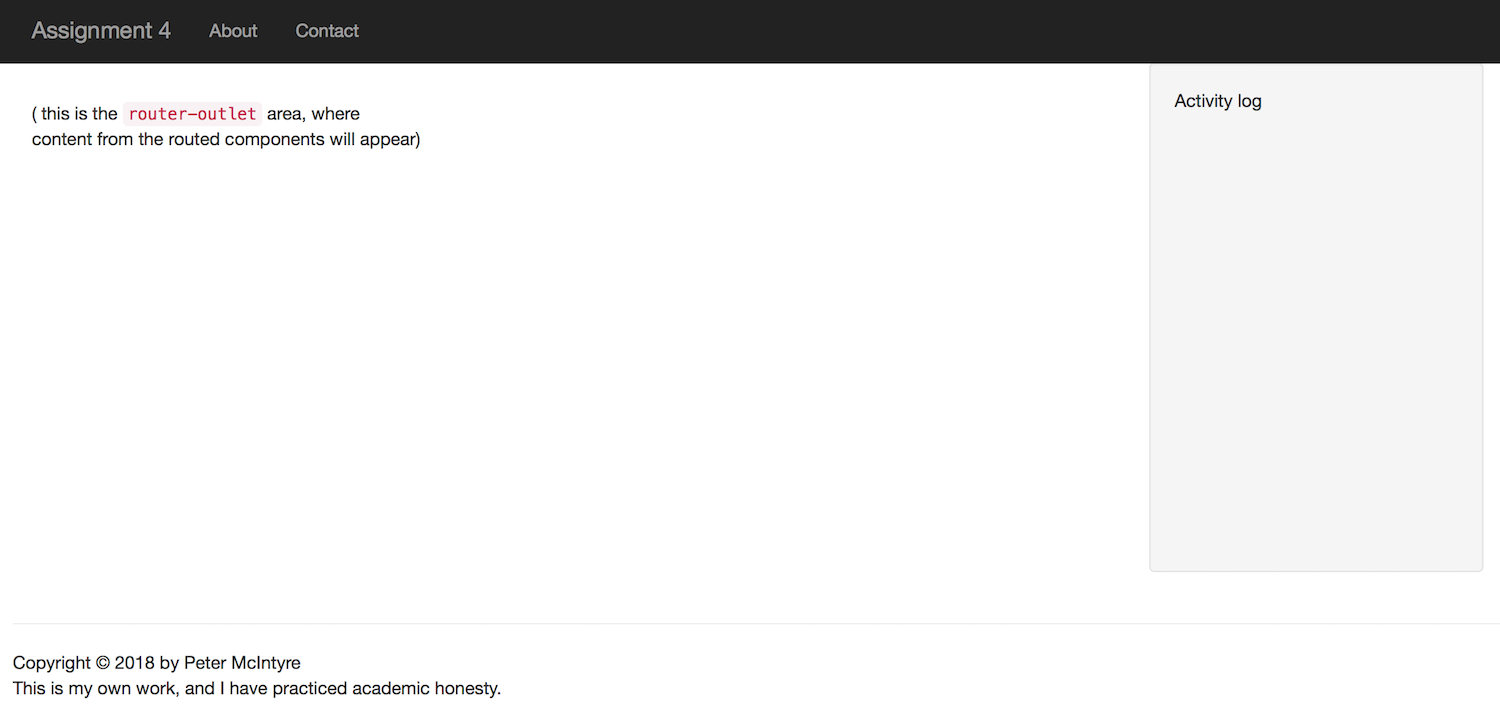 Assignment 4 About Contact
( this is the router-outlet area, where
content from the routed components will appear)
Activity log
Copyright © 2018 by Peter McIntyre
This is my own work, and I have practiced academic honesty.